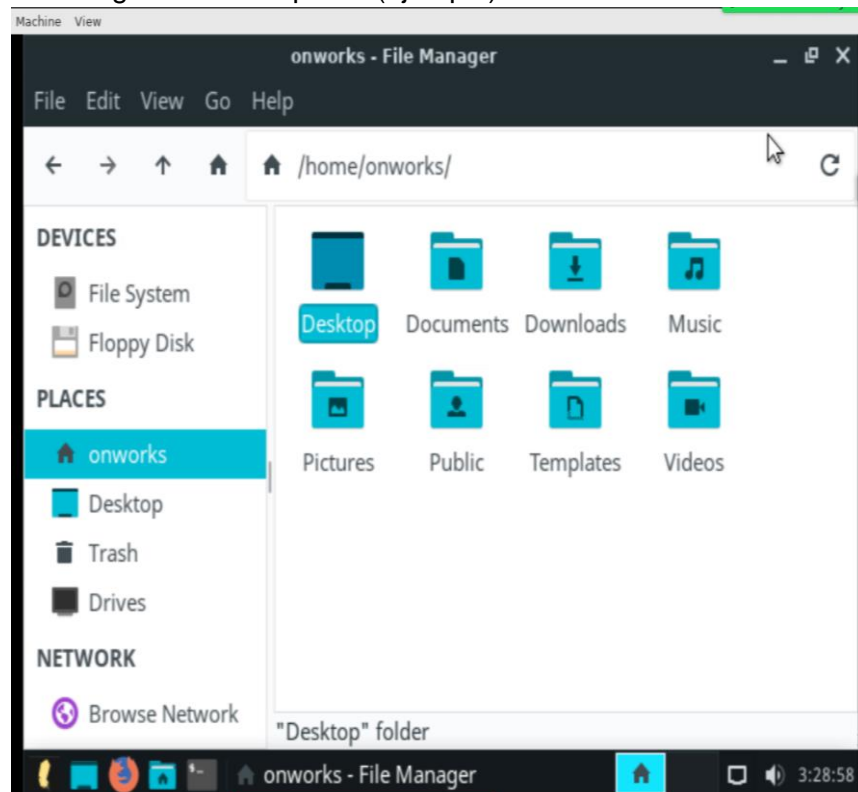 Machine View
onworks - File Manager
File Edit View Go Help
/home/onworks/
DEVICES
File System
Floppy Disk
PLACES
onworks
Desktop
Trash
Drives
NETWORK
Browse Network
Desktop Documents Downloads Music
Pictures Public Templates Videos
"Desktop" folder
onworks - File Manager
3:28:58